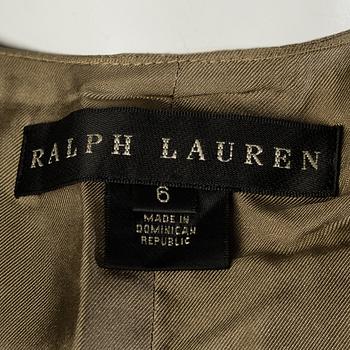 RALPH LAUREN
6
MADE IN
DOMINICAN
REPUBLIC